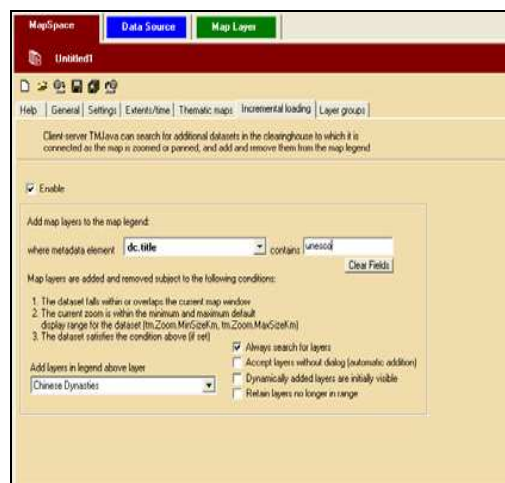 MapSpace Data Source Map Layer
Untitled1
Help General Settings Extents/time Thematic maps Incremental loading Layer groups
Client-server TMJava can search for additional datasets in the clearinghouse to which it is
connected as the map is zoomed or panned, and add and remove them from the map legend
Enable
Add map layers to the map legend:
where metadata element dc.title contains unesco
Clear Fields
Map layers are added and removed subject to the following conditions:
1. The dataset falls within or overlaps the current map window
2. The current zoom is within the minimum and maximum default
display range for the dataset (tm.Zoom.MinSizeKm, tm.Zoom.MaxSizeKm)
3. The dataset satisfies the condition above (if set)
Always search for layers
Accept layers without dialog (automatic addition)
Add layers in legend above layer
Dynamically added layers are initially visible
Chinese Dynasties
Retain layers no longer in range